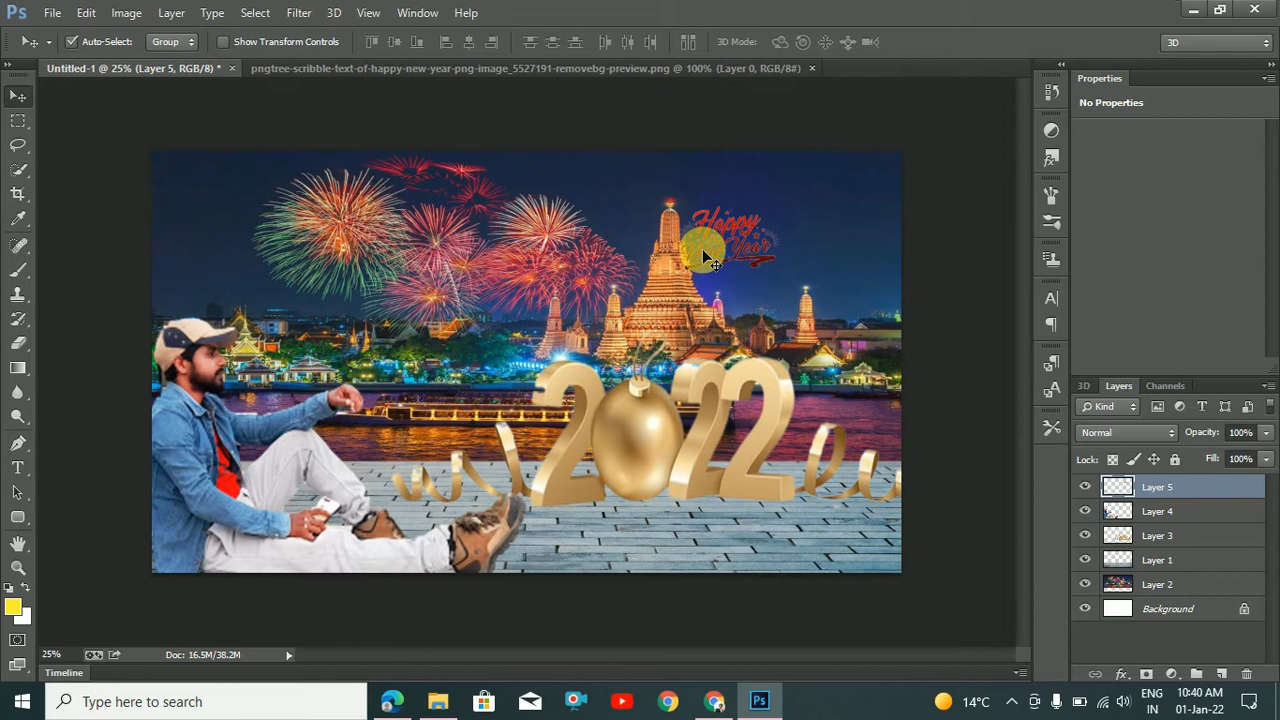 Ps File Edit Image Layer Type Select Filter 3D View Window Help
Auto-Select: Group Show Transform Controls 3D Mode: 3D
Untitled-1 @ 25% (Layer 5, RGB/8) * × pngtree-scribble-text-of-happy-new-year-png-image_5527191-removebg-preview.png @ 100% (Layer 0, RGB/8#) ×
Properties
No Properties
Happy
Year
2022
3D Layers Channels
Kind
Normal Opacity: 100%
Lock: Fill: 100%
Layer 5
Layer 4
Layer 3
Layer 1
Layer 2
Background
25% Doc: 16.5M/38.2M
Timeline
Type here to search
Ps
14°C
ENG
IN
8:40 AM
01-Jan-22